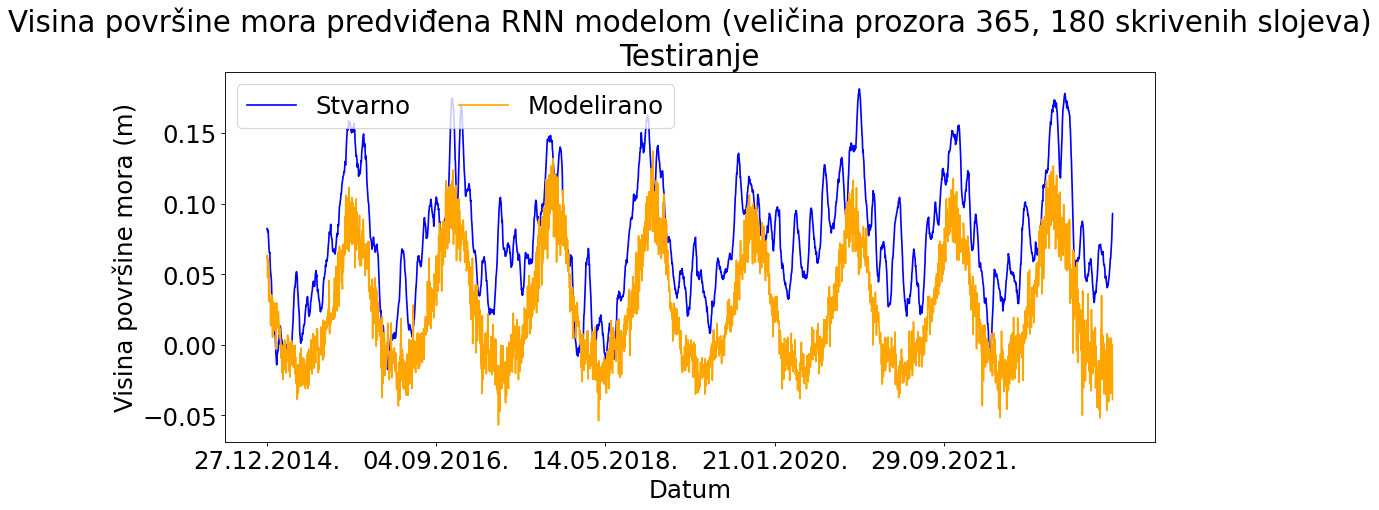 Visina površine mora predviđena RNN modelom (veličina prozora 365, 180 skrivenih slojeva)
Testiranje
Stvarno
Modelirano
Visina površine mora (m)
0.15
0.10
0.05
0.00
−0.05
27.12.2014.
04.09.2016.
14.05.2018.
21.01.2020.
29.09.2021.
Datum